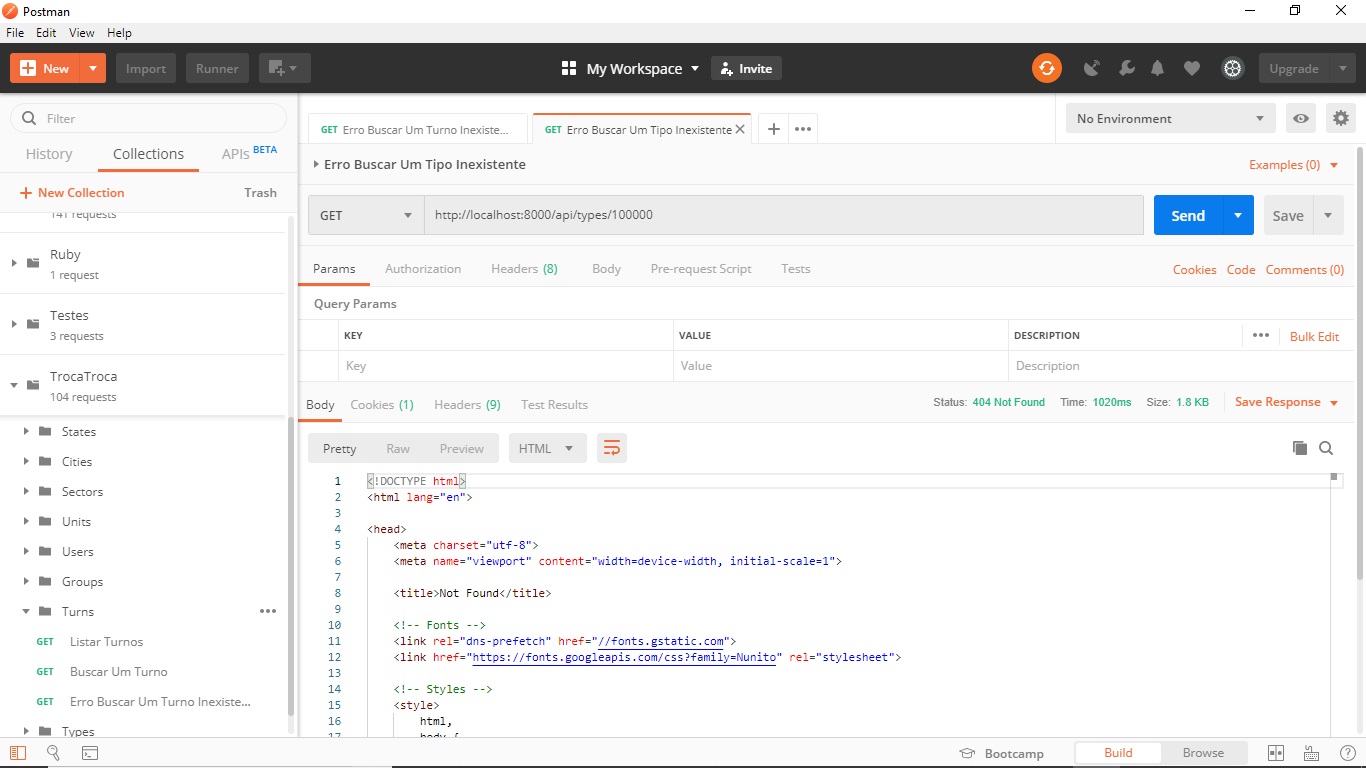 Postman
File Edit View Help
New Import Runner My Workspace Invite Upgrade
Filter
History Collections APIs BETA
New Collection Trash
141 requests
Ruby
1 request
Testes
3 requests
TrocaTroca
104 requests
States
Cities
Sectors
Units
Users
Groups
Turns
GET Listar Turnos
GET Buscar Um Turno
GET Erro Buscar Um Turno Inexiste...
Types
GET Erro Buscar Um Turno Inexiste... GET Erro Buscar Um Tipo Inexistente
No Environment
Erro Buscar Um Tipo Inexistente Examples (0)
GET http://localhost:8000/api/types/100000 Send Save
Params Authorization Headers (8) Body Pre-request Script Tests Cookies Code Comments (0)
Query Params
KEY VALUE DESCRIPTION Bulk Edit
Key Value Description
Body Cookies (1) Headers (9) Test Results Status: 404 Not Found Time: 1020ms Size: 1.8 KB Save Response
Pretty Raw Preview HTML
1 <!DOCTYPE html>
2 <html lang="en">
3
4 <head>
5 <meta charset="utf-8">
6 <meta name="viewport" content="width=device-width, initial-scale=1">
7
8 <title>Not Found</title>
9
10 <!-- Fonts -->
11 <link rel="dns-prefetch" href="//fonts.gstatic.com">
12 <link href="https://fonts.googleapis.com/css?family=Nunito" rel="stylesheet">
13
14 <!-- Styles -->
15 <style>
16 html,
17 body {
Bootcamp Build Browse